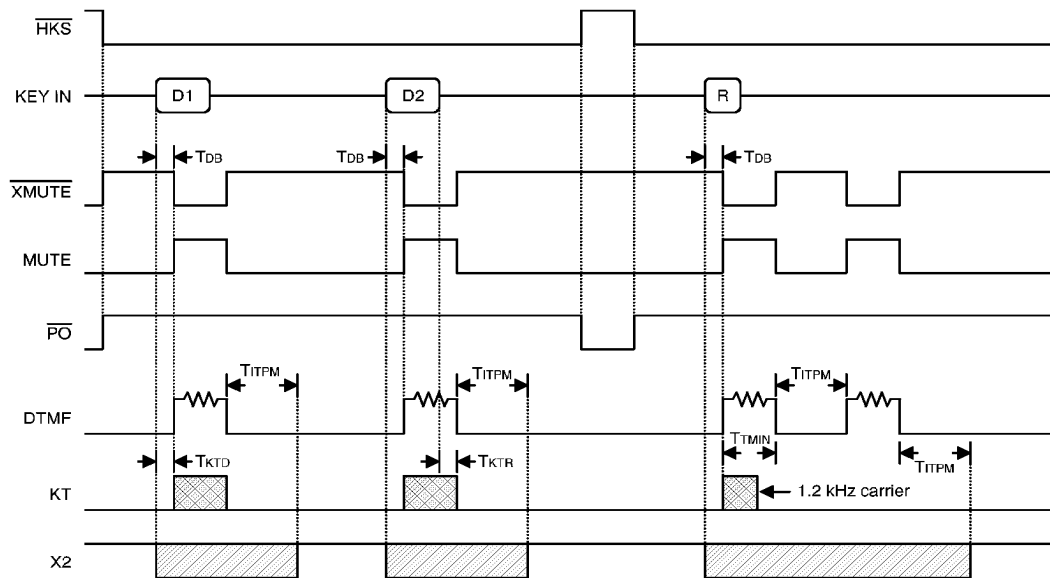 HKS
KEY IN D1 D2 R
TDB TDB TDB
XMUTE
MUTE
PO
TITPM TITPM TITPM
DTMF
TTMIN
TKTD TKTR TITPM
KT 1.2 kHz carrier
X2